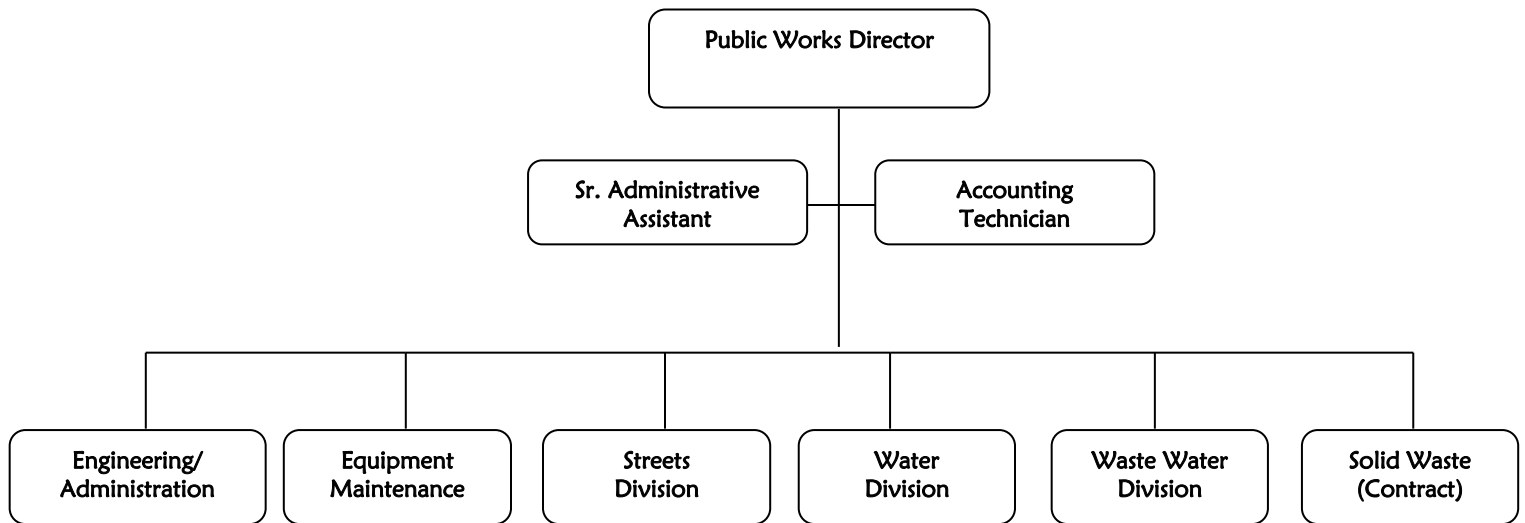 Public Works Director
Sr. Administrative
Assistant
Accounting
Technician
Engineering/
Administration
Equipment
Maintenance
Streets
Division
Water
Division
Waste Water
Division
Solid Waste
(Contract)